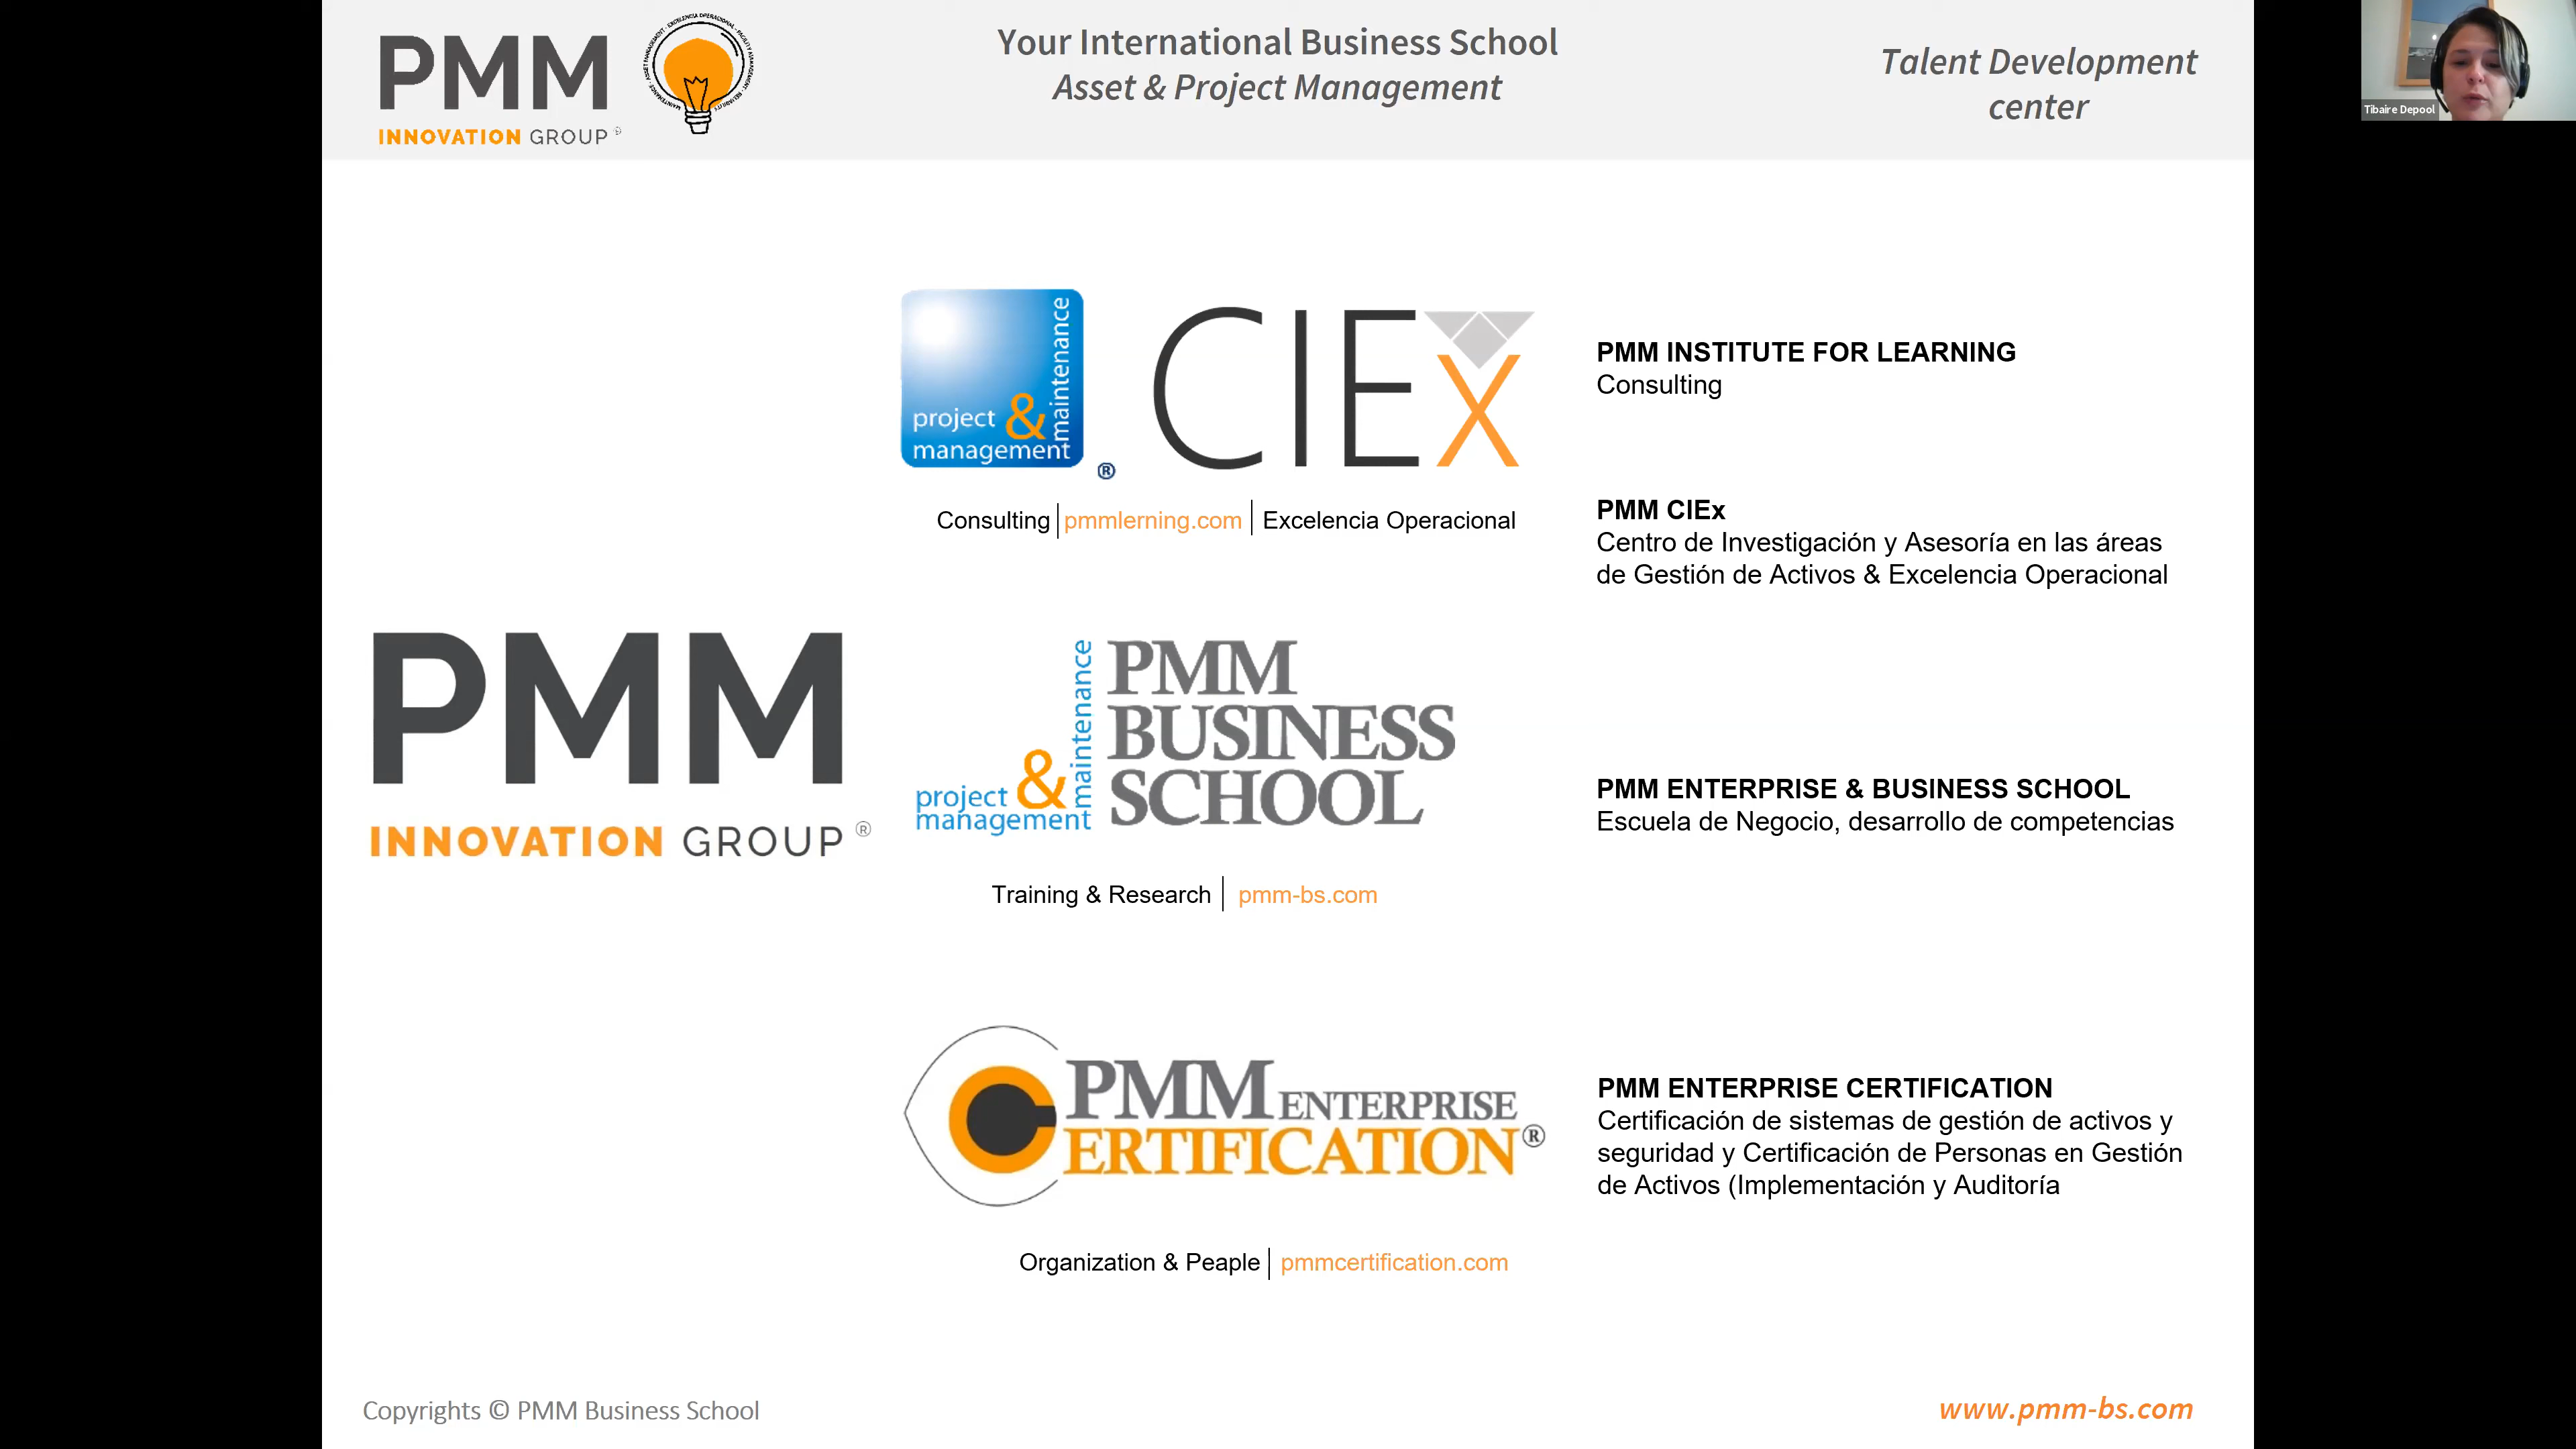 PMM
INNOVATION GROUP
Your International Business School
Asset & Project Management
Talent Development
center
Tibaire Depool
project & maintenance
management
®
CIEx
PMM INSTITUTE FOR LEARNING
Consulting
Consulting | pmmlerning.com | Excelencia Operacional
PMM CIEx
Centro de Investigación y Asesoría en las áreas
de Gestión de Activos & Excelencia Operacional
PMM
INNOVATION GROUP ®
project & maintenance
management
PMM
BUSINESS
SCHOOL
PMM ENTERPRISE & BUSINESS SCHOOL
Escuela de Negocio, desarrollo de competencias
Training & Research | pmm-bs.com
PMM ENTERPRISE
CERTIFICATION®
PMM ENTERPRISE CERTIFICATION
Certificación de sistemas de gestión de activos y
seguridad y Certificación de Personas en Gestión
de Activos (Implementación y Auditoría
Organization & Peaple | pmmcertification.com
Copyrights © PMM Business School
www.pmm-bs.com